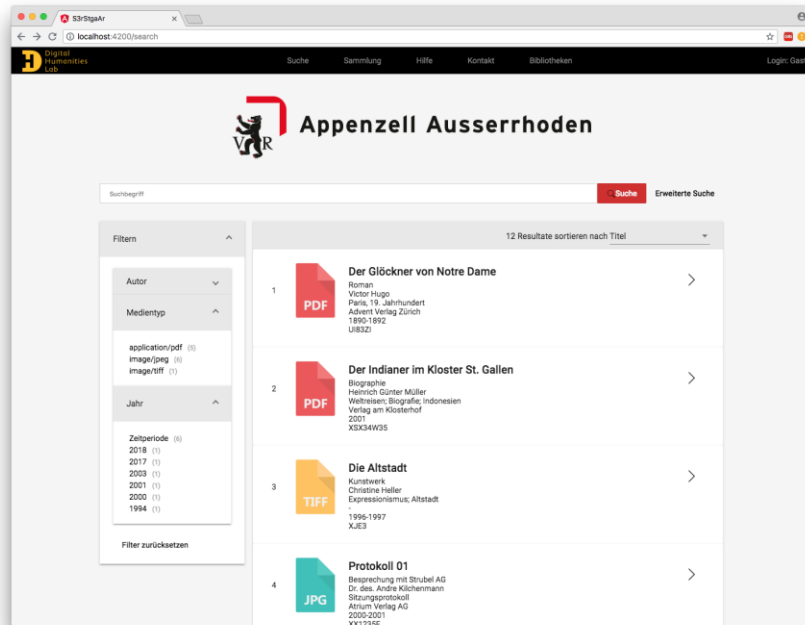 S3rStgaAr
localhost:4200/search
Digital
Humanities
Lab
Suche Sammlung Hilfe Kontakt Bibliotheken Login: Gast
VR
Appenzell Ausserrhoden
Suchbegriff
Suche
Erweiterte Suche
Filtern
Autor
Medientyp
application/pdf (5)
image/jpeg (6)
image/tiff (1)
Jahr
Zeitperiode (6)
2018 (1)
2017 (1)
2003 (1)
2001 (1)
2000 (1)
1994 (1)
Filter zurücksetzen
12 Resultate sortieren nach Titel
1
PDF
Der Glöckner von Notre Dame
Roman
Victor Hugo
Paris, 19. Jahrhundert
Advent Verlag Zürich
1890-1892
UI83ZI
2
PDF
Der Indianer im Kloster St. Gallen
Biographie
Heinrich Günter Müller
Weltreisen; Biografie; Indonesien
Verlag am Klosterhof
2001
XSX34W35
3
TIFF
Die Altstadt
Kunstwerk
Christine Heller
Expressionismus; Altstadt
-
1996-1997
XJE3
4
JPG
Protokoll 01
Besprechung mit Strubel AG
Dr. des. Andre Kilchenmann
Sitzungsprotokoll
Atrium Verlag AG
2000-2001
XX1235F